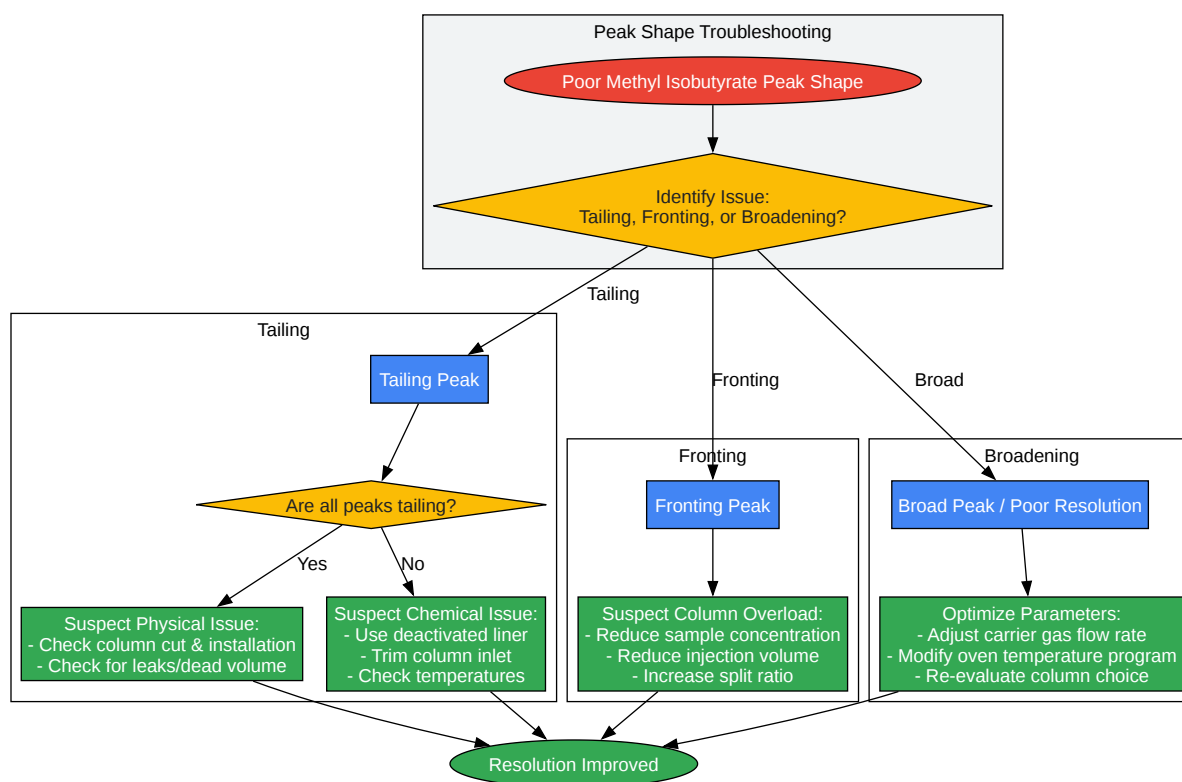 Peak Shape Troubleshooting
Poor Methyl Isobutyrate Peak Shape
Identify Issue:
Tailing, Fronting, or Broadening?
Tailing
Fronting
Broad
Tailing
Tailing Peak
Are all peaks tailing?
Yes
No
Suspect Physical Issue:
- Check column cut & installation
- Check for leaks/dead volume
Suspect Chemical Issue:
- Use deactivated liner
- Trim column inlet
- Check temperatures
Fronting
Fronting Peak
Suspect Column Overload:
- Reduce sample concentration
- Reduce injection volume
- Increase split ratio
Broadening
Broad Peak / Poor Resolution
Optimize Parameters:
- Adjust carrier gas flow rate
- Modify oven temperature program
- Re-evaluate column choice
Resolution Improved